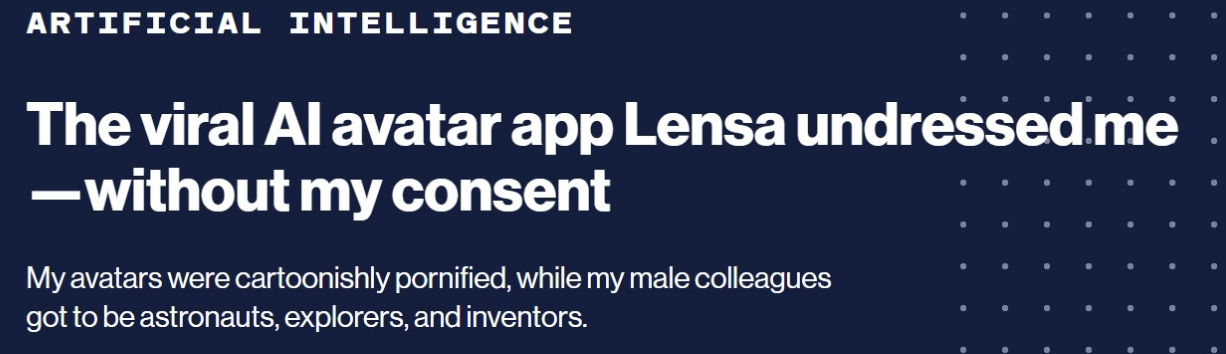 ARTIFICIAL INTELLIGENCE
The viral AI avatar app Lensa undressed me
—without my consent
My avatars were cartoonishly pornified, while my male colleagues
got to be astronauts, explorers, and inventors.